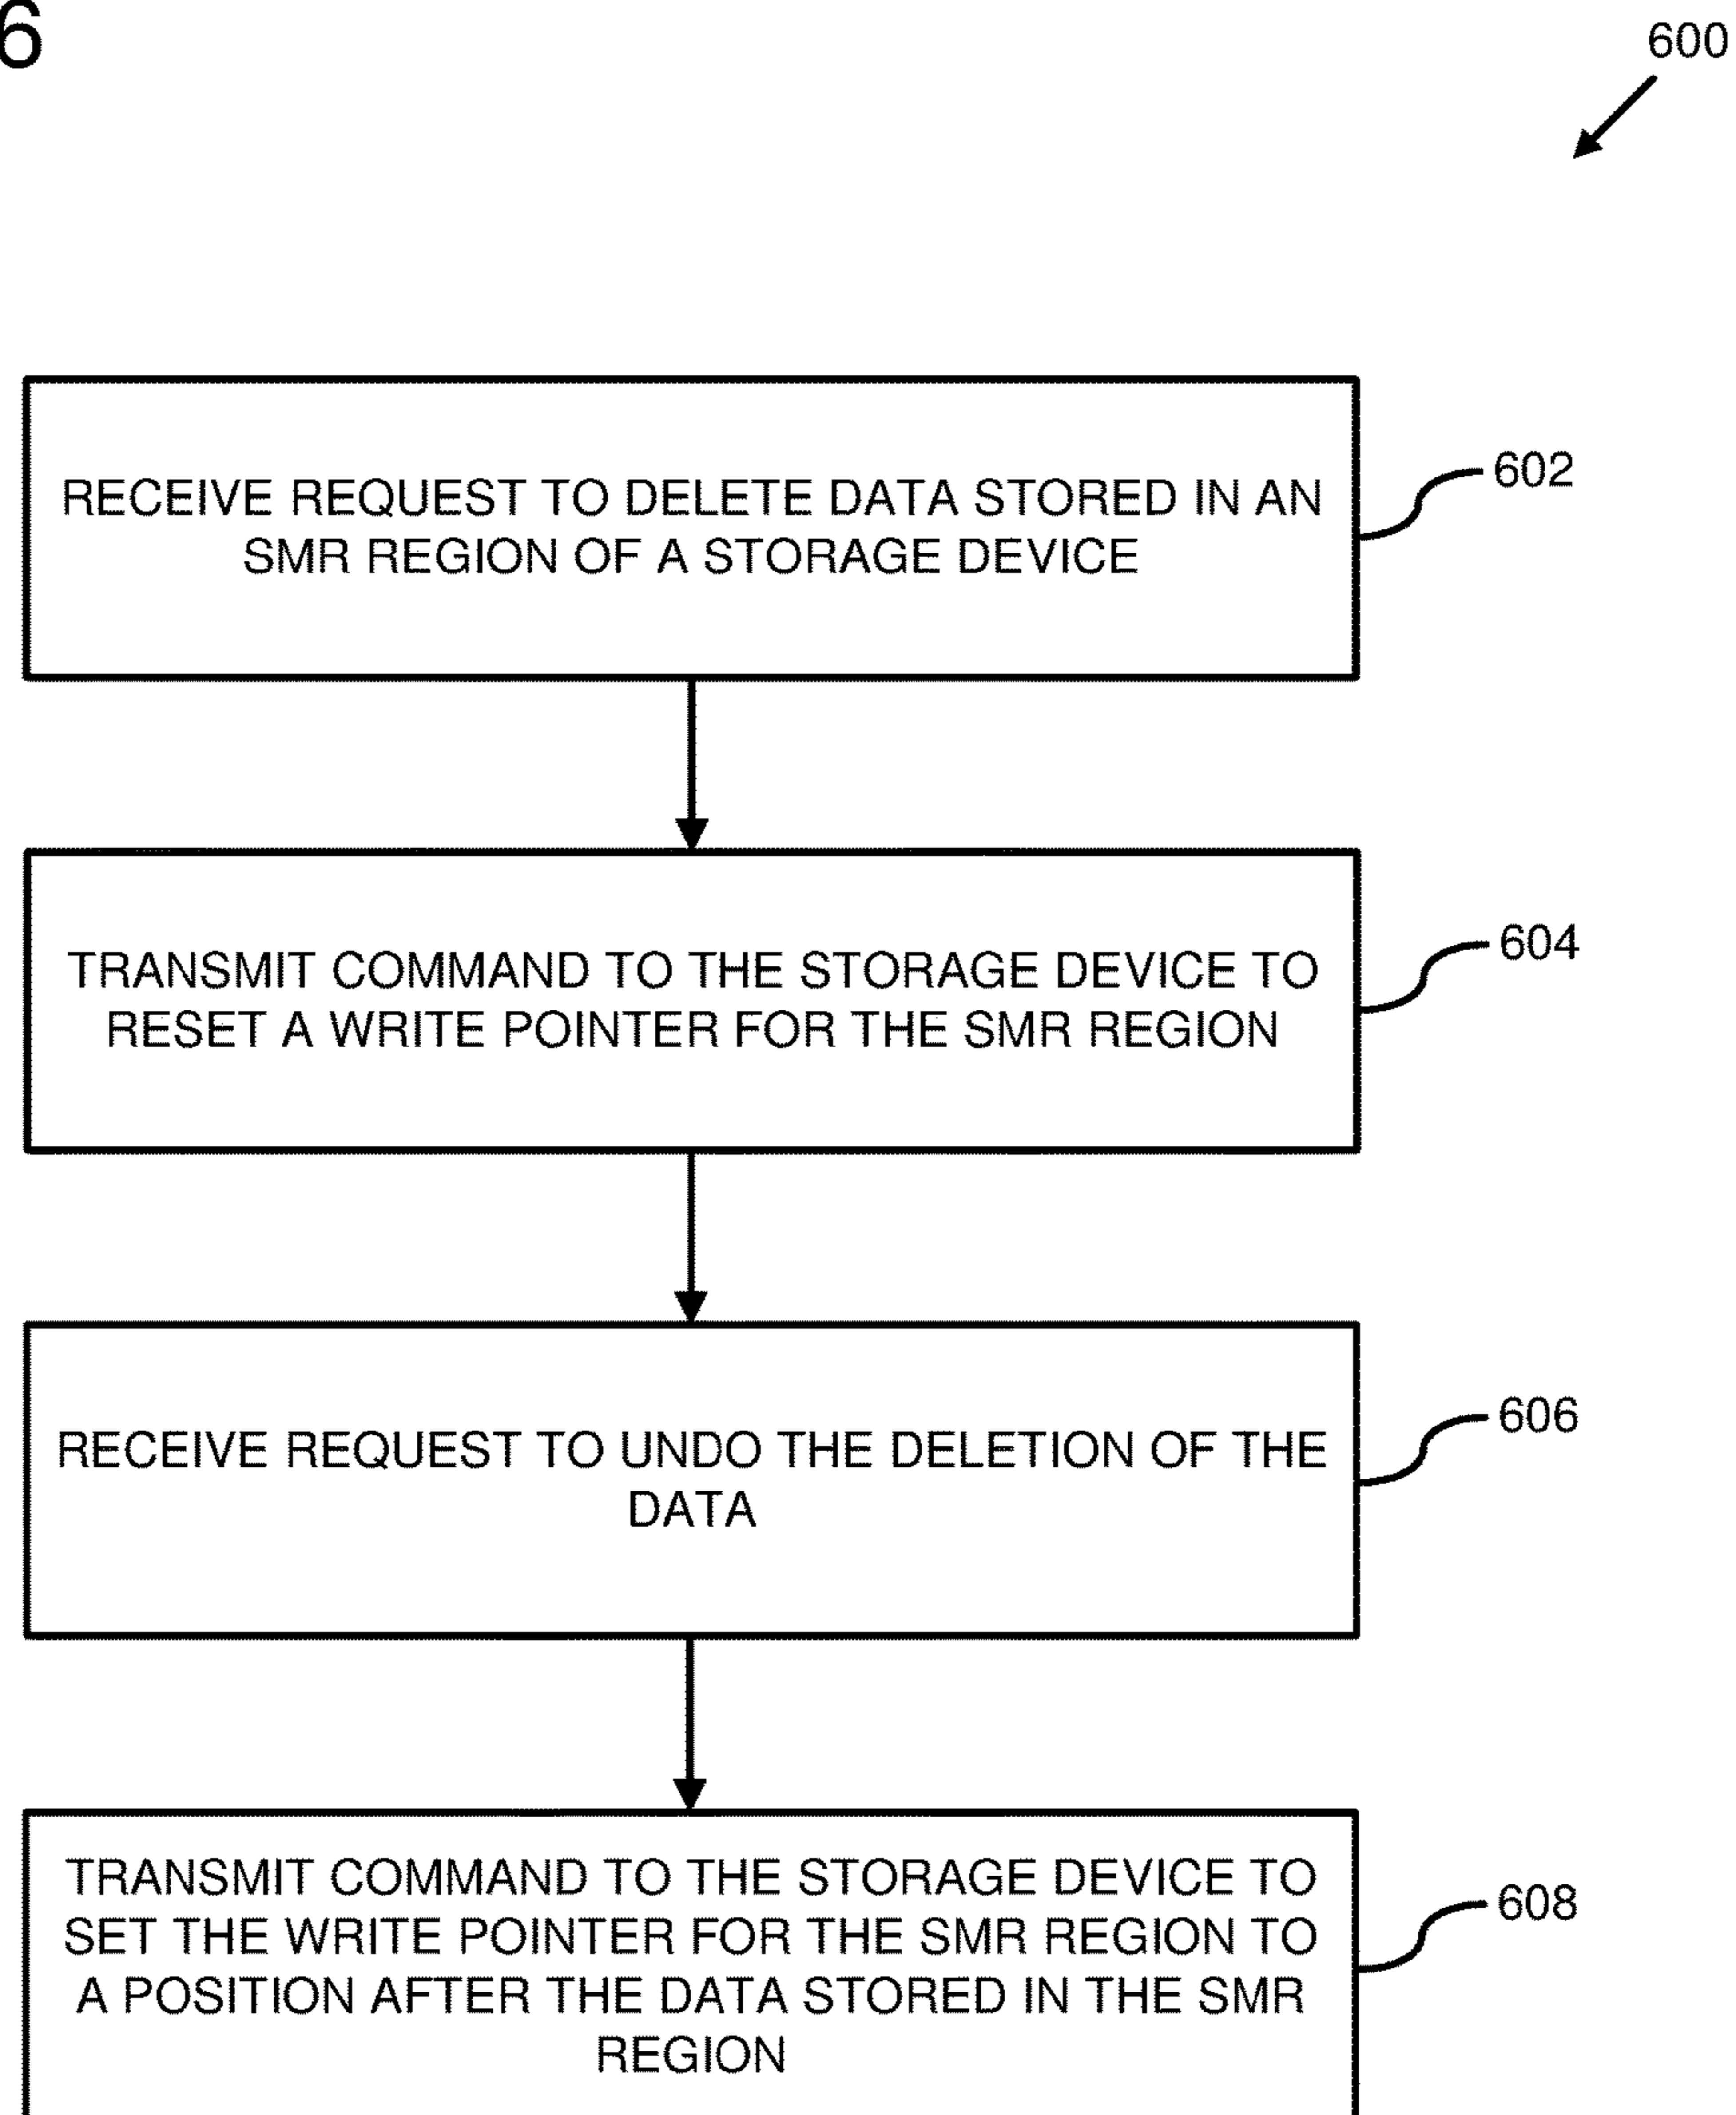 6
600
RECEIVE REQUEST TO DELETE DATA STORED IN AN
SMR REGION OF A STORAGE DEVICE
602
TRANSMIT COMMAND TO THE STORAGE DEVICE TO
RESET A WRITE POINTER FOR THE SMR REGION
604
RECEIVE REQUEST TO UNDO THE DELETION OF THE
DATA
606
TRANSMIT COMMAND TO THE STORAGE DEVICE TO
SET THE WRITE POINTER FOR THE SMR REGION TO
A POSITION AFTER THE DATA STORED IN THE SMR
REGION
608